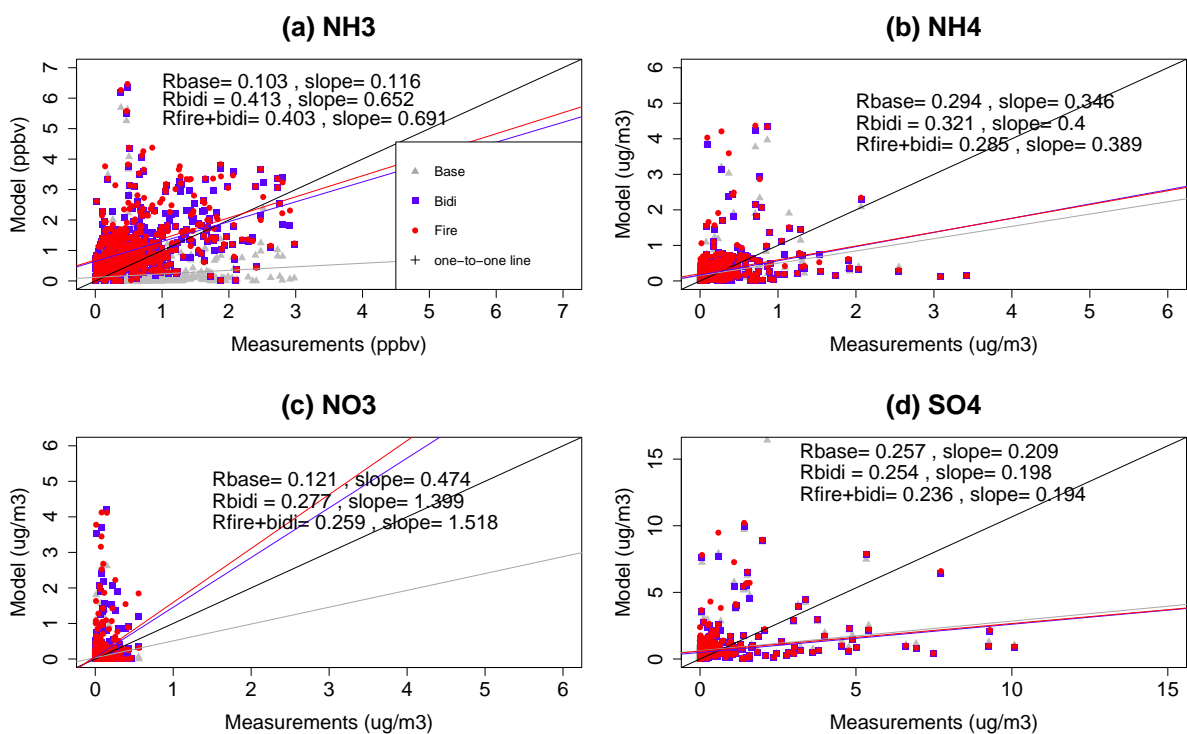 (a) NH3
Rbase= 0.103 , slope= 0.116
Rbidi = 0.413 , slope= 0.652
Rfire+bidi= 0.403 , slope= 0.691
Base
Bidi
Fire
one−to−one line
Model (ppbv)
0 1 2 3 4 5 6 7
0 1 2 3 4 5 6 7
Measurements (ppbv)
(b) NH4
Rbase= 0.294 , slope= 0.346
Rbidi = 0.321 , slope= 0.4
Rfire+bidi= 0.285 , slope= 0.389
Model (ug/m3)
0 1 2 3 4 5 6
0 1 2 3 4 5 6
Measurements (ug/m3)
(c) NO3
Rbase= 0.121 , slope= 0.474
Rbidi = 0.277 , slope= 1.399
Rfire+bidi= 0.259 , slope= 1.518
Model (ug/m3)
0 1 2 3 4 5 6
0 1 2 3 4 5 6
Measurements (ug/m3)
(d) SO4
Rbase= 0.257 , slope= 0.209
Rbidi = 0.254 , slope= 0.198
Rfire+bidi= 0.236 , slope= 0.194
Model (ug/m3)
0 5 10 15
0 5 10 15
Measurements (ug/m3)